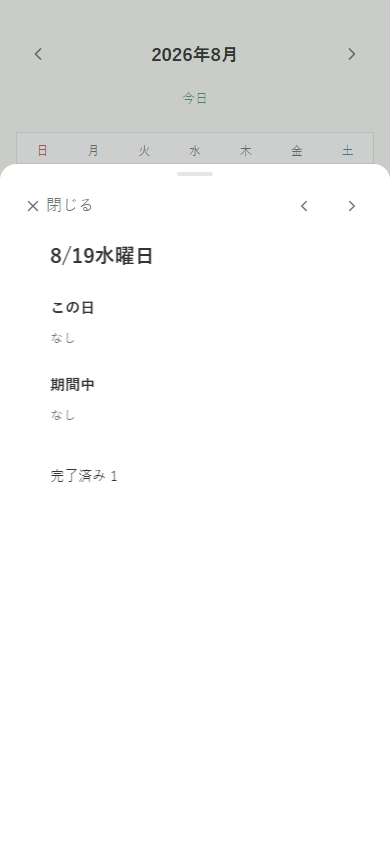 2026年8月
今日
日 月 火 水 木 金 土
閉じる
8/19水曜日
この日
なし
期間中
なし
完了済み 1